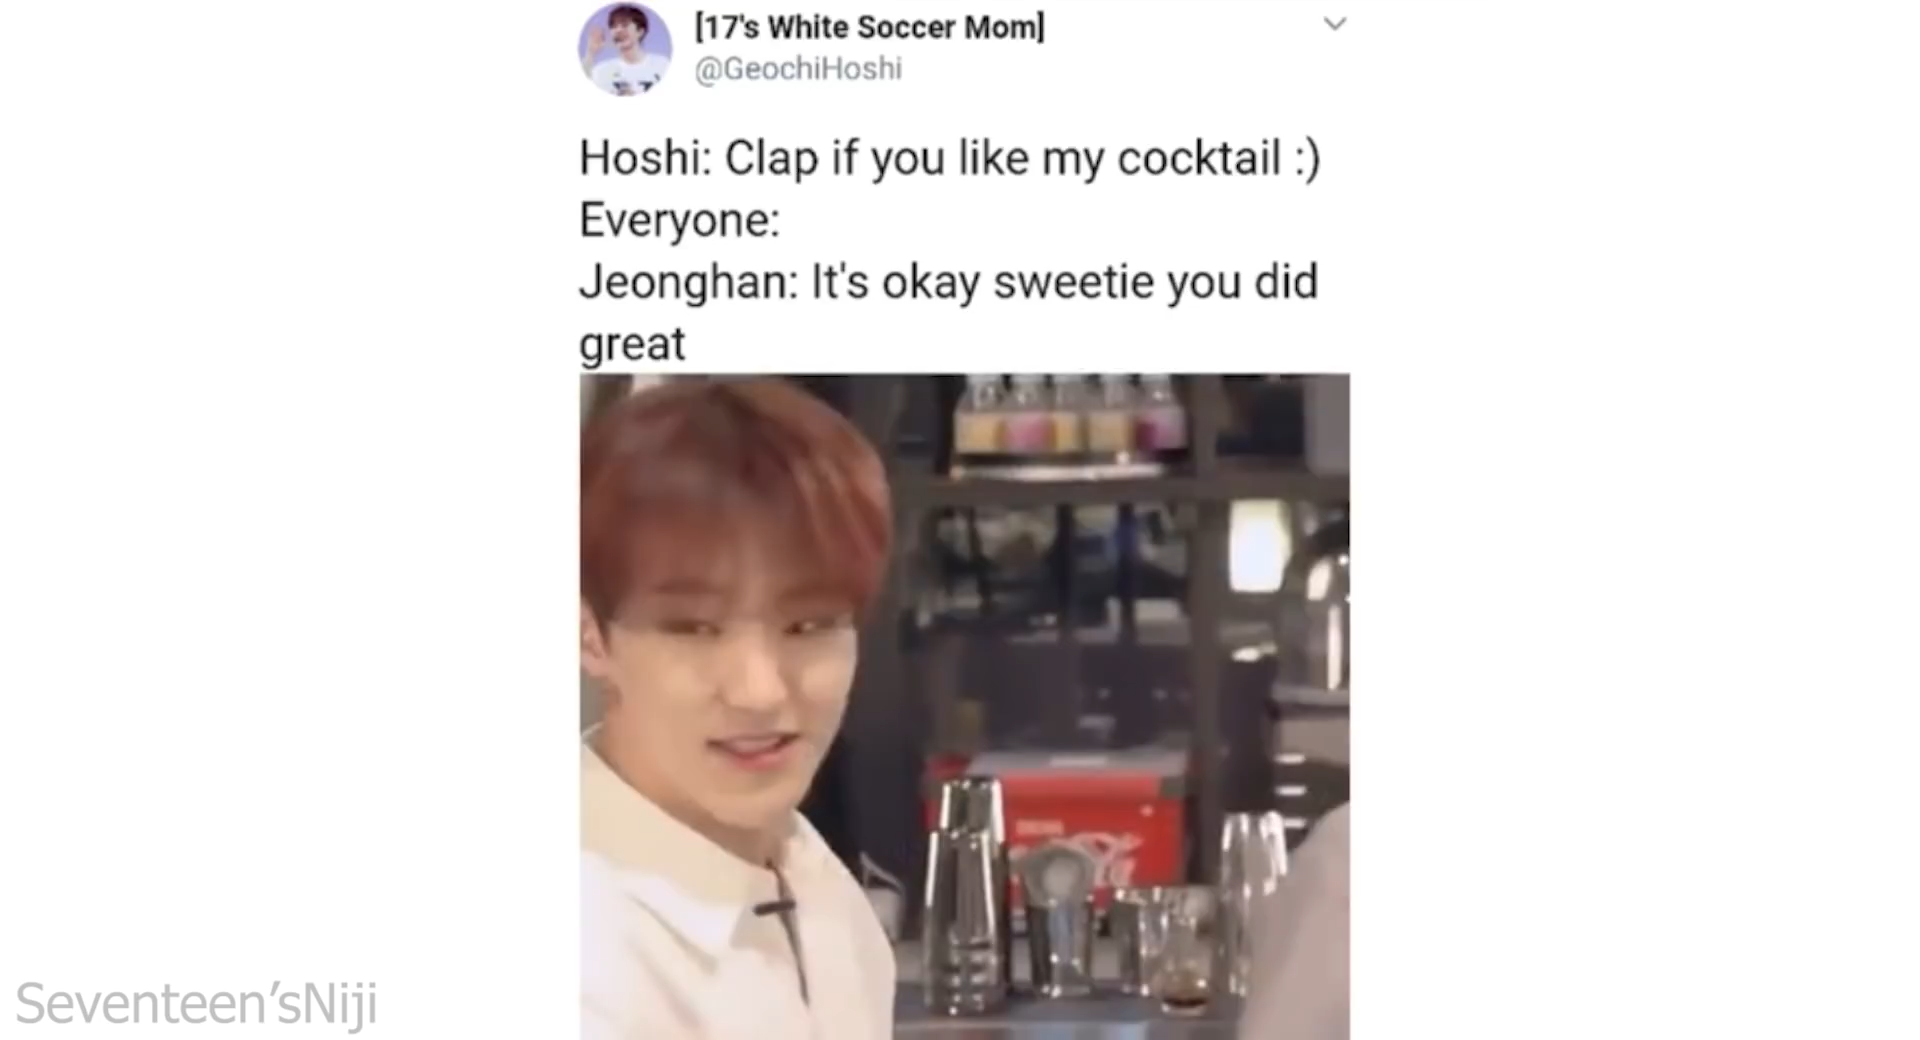 [17's White Soccer Mom]
@GeochiHoshi
Hoshi: Clap if you like my cocktail :)
Everyone:
Jeonghan: It's okay sweetie you did
great
Seventeen'sNiji